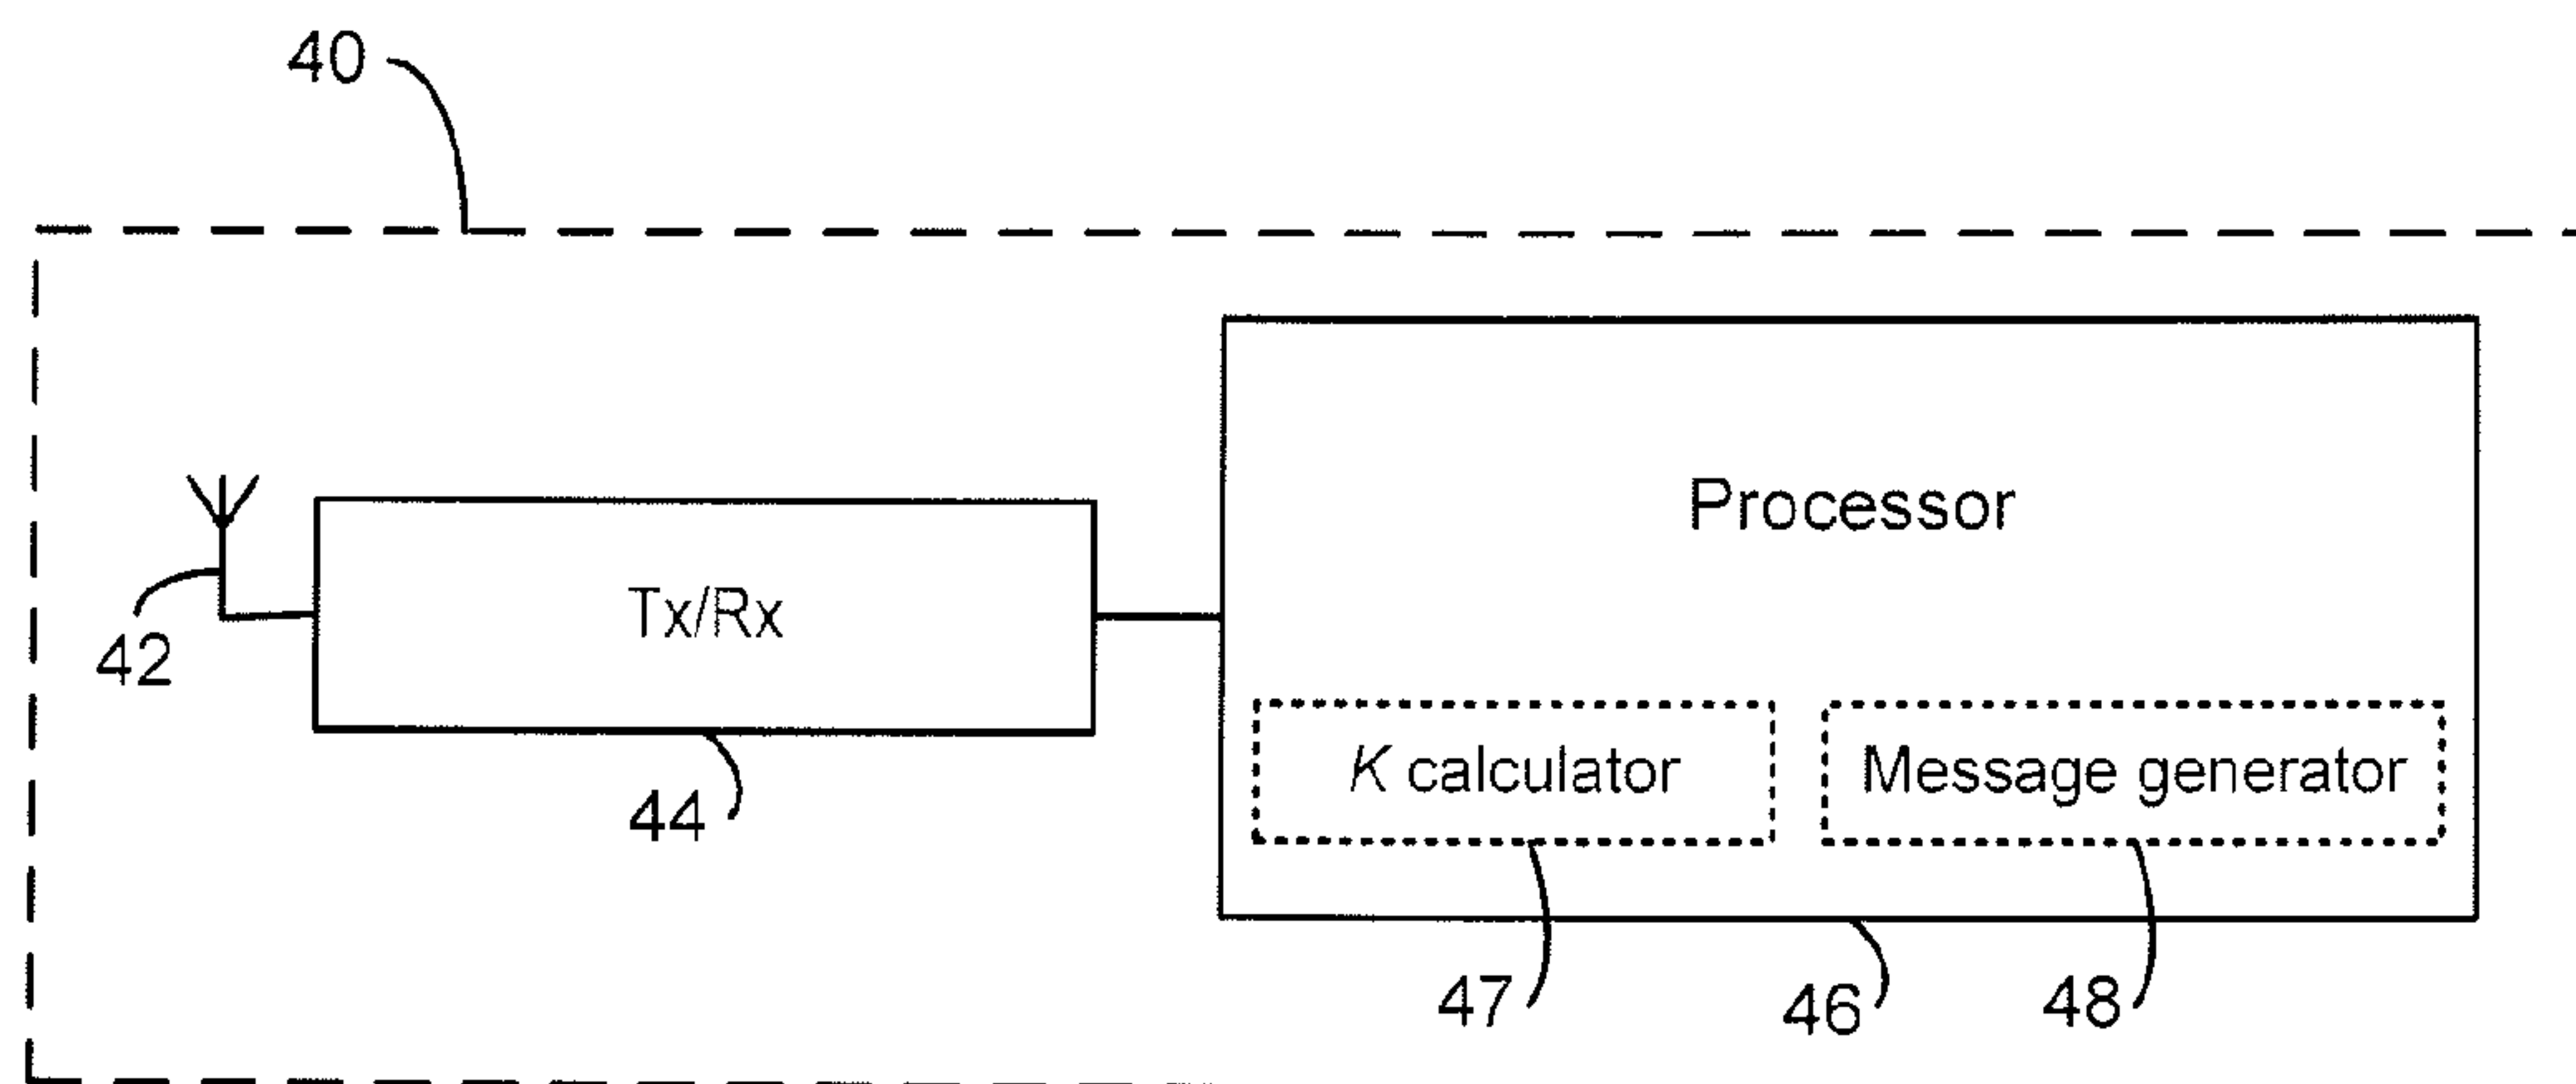 40
Processor
Tx/Rx
42
K calculator
Message generator
44
47
46
48